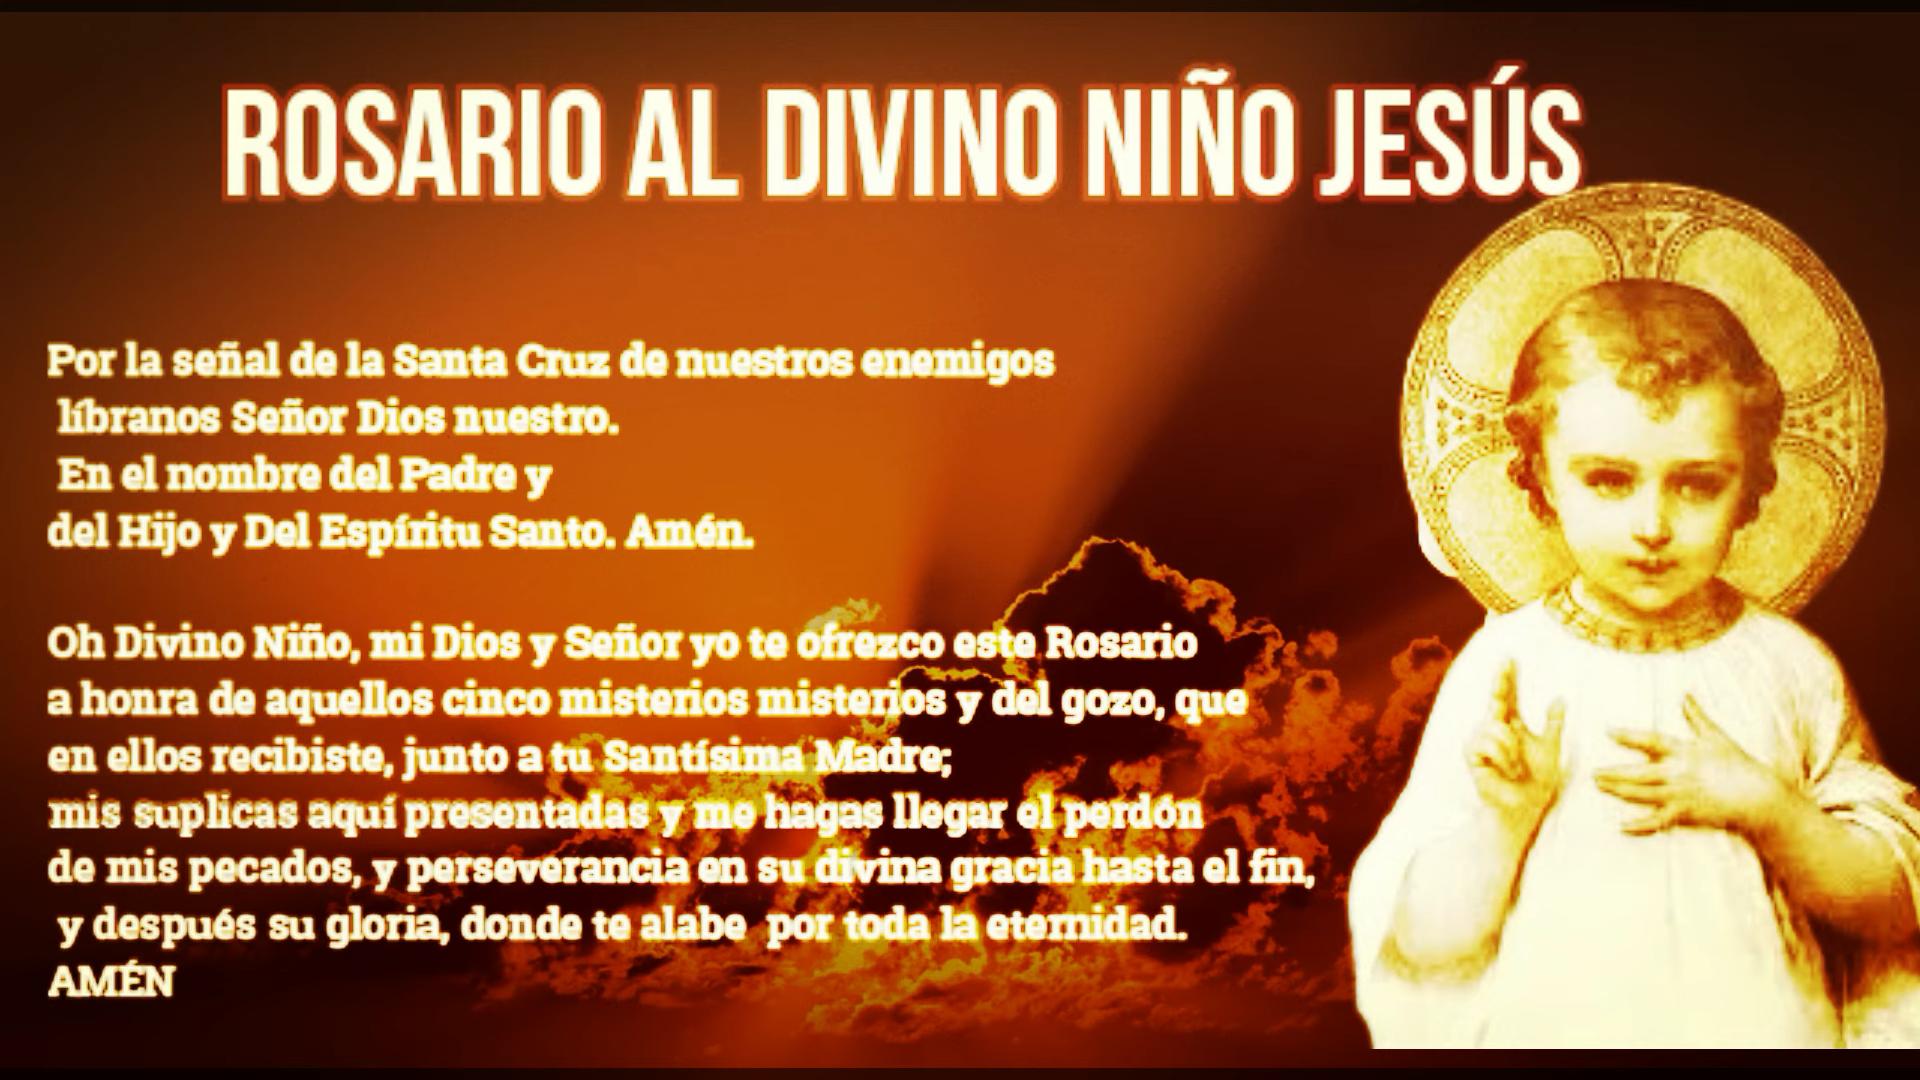 ROSARIO AL DIVINO NIÑO JESÚS
Por la señal de la Santa Cruz de nuestros enemigos
líbranos Señor Dios nuestro.
En el nombre del Padre y
del Hijo y Del Espíritu Santo. Amén.
Oh Divino Niño, mi Dios y Señor yo te ofrezco este Rosario
a honra de aquellos cinco misterios misterios y del gozo, que
en ellos recibiste, junto a tu Santísima Madre;
mis suplicas aquí presentadas y me hagas llegar el perdón
de mis pecados, y perseverancia en su divina gracia hasta el fin,
y después su gloria, donde te alabe por toda la eternidad.
AMÉN